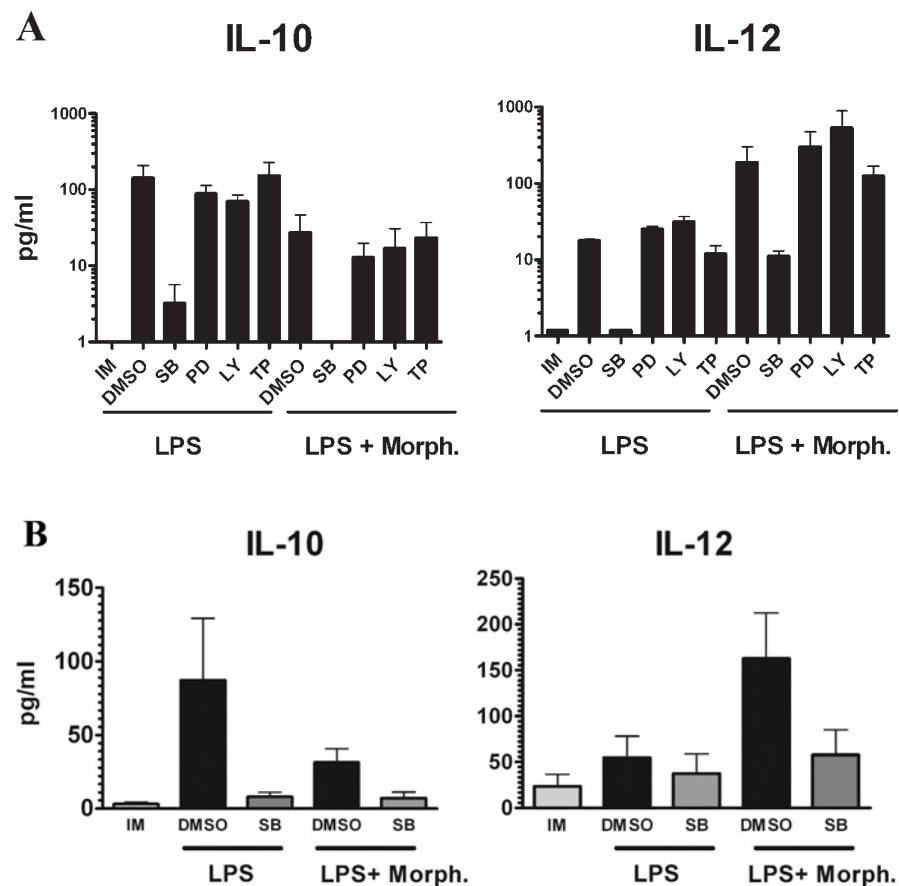 A
IL-10
IL-12
pg/ml
1000
100
10
1
IM
DMSO
SB
PD
LY
TP
DMSO
SB
PD
LY
TP
LPS
LPS + Morph.
1000
100
10
1
IM
DMSO
SB
PD
LY
TP
DMSO
SB
PD
LY
TP
LPS
LPS + Morph.
B
IL-10
IL-12
pg/ml
150
100
50
0
IM
DMSO
SB
DMSO
SB
LPS
LPS+ Morph.
250
200
150
100
50
0
IM
DMSO
SB
DMSO
SB
LPS
LPS+ Morph.